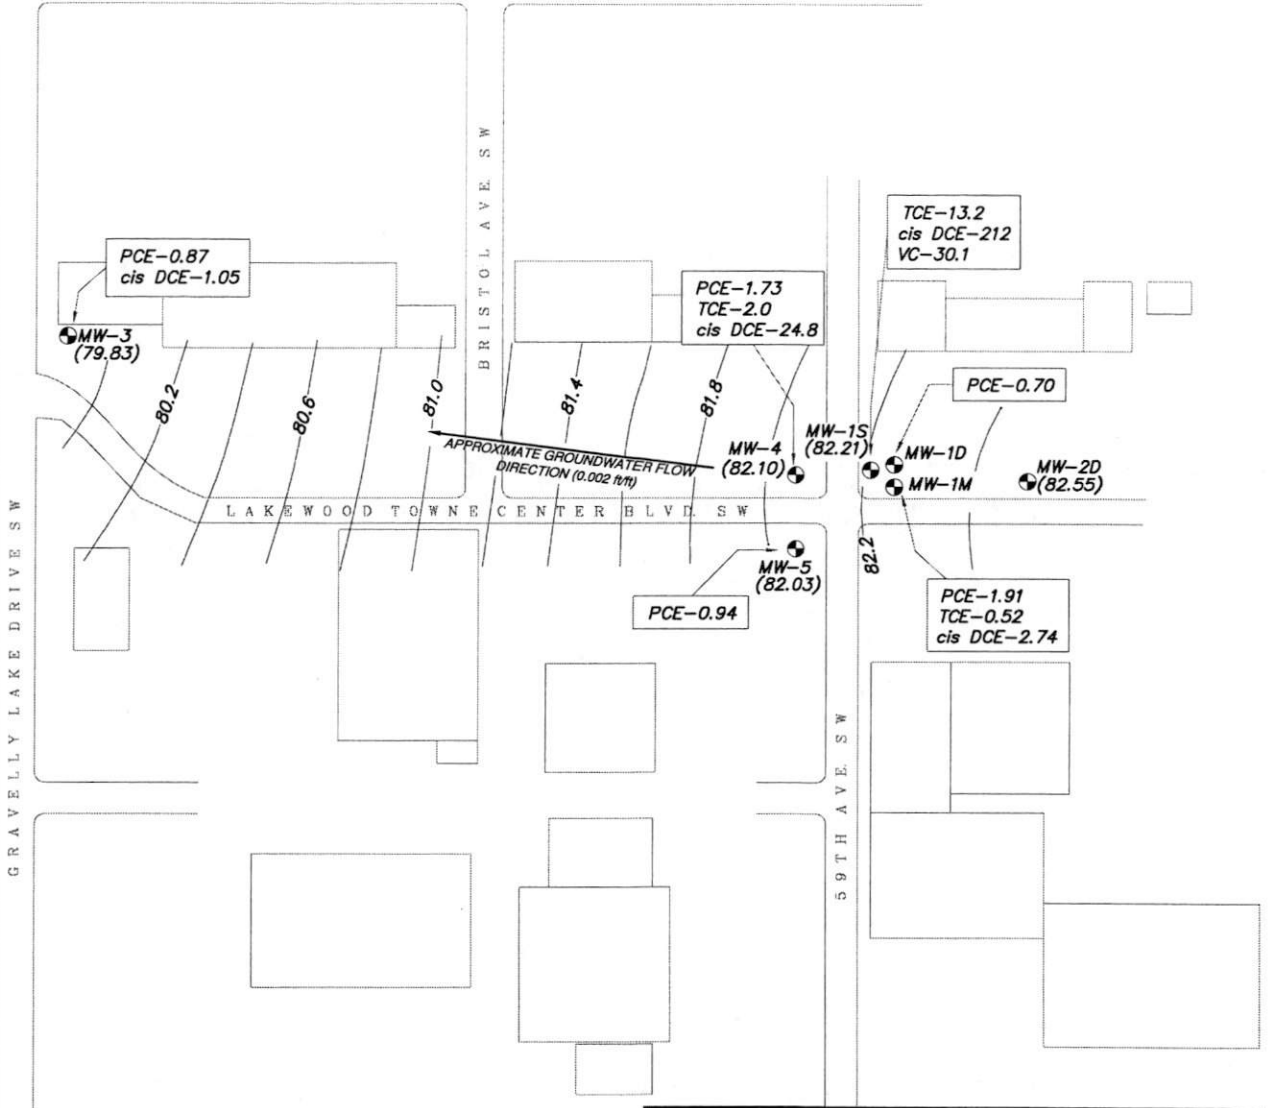 BRISTOL AVE SW
TCE-13.2
cis DCE-212
VC-30.1
PCE-0.87
cis DCE-1.05
PCE-1.73
TCE-2.0
cis DCE-24.8
MW-3
(79.83)
PCE-0.70
80.2
80.6
81.0
81.4
81.8
MW-1S
(82.21)
MW-4
(82.10)
MW-1D
MW-1M
MW-2D
(82.55)
APPROXIMATE GROUNDWATER FLOW
DIRECTION (0.002 ft/ft)
LAKEWOOD TOWNE CENTER BLVD. SW
82.2
MW-5
(82.03)
PCE-0.94
PCE-1.91
TCE-0.52
cis DCE-2.74
GRAVELLY LAKE DRIVE SW
59TH AVE SW